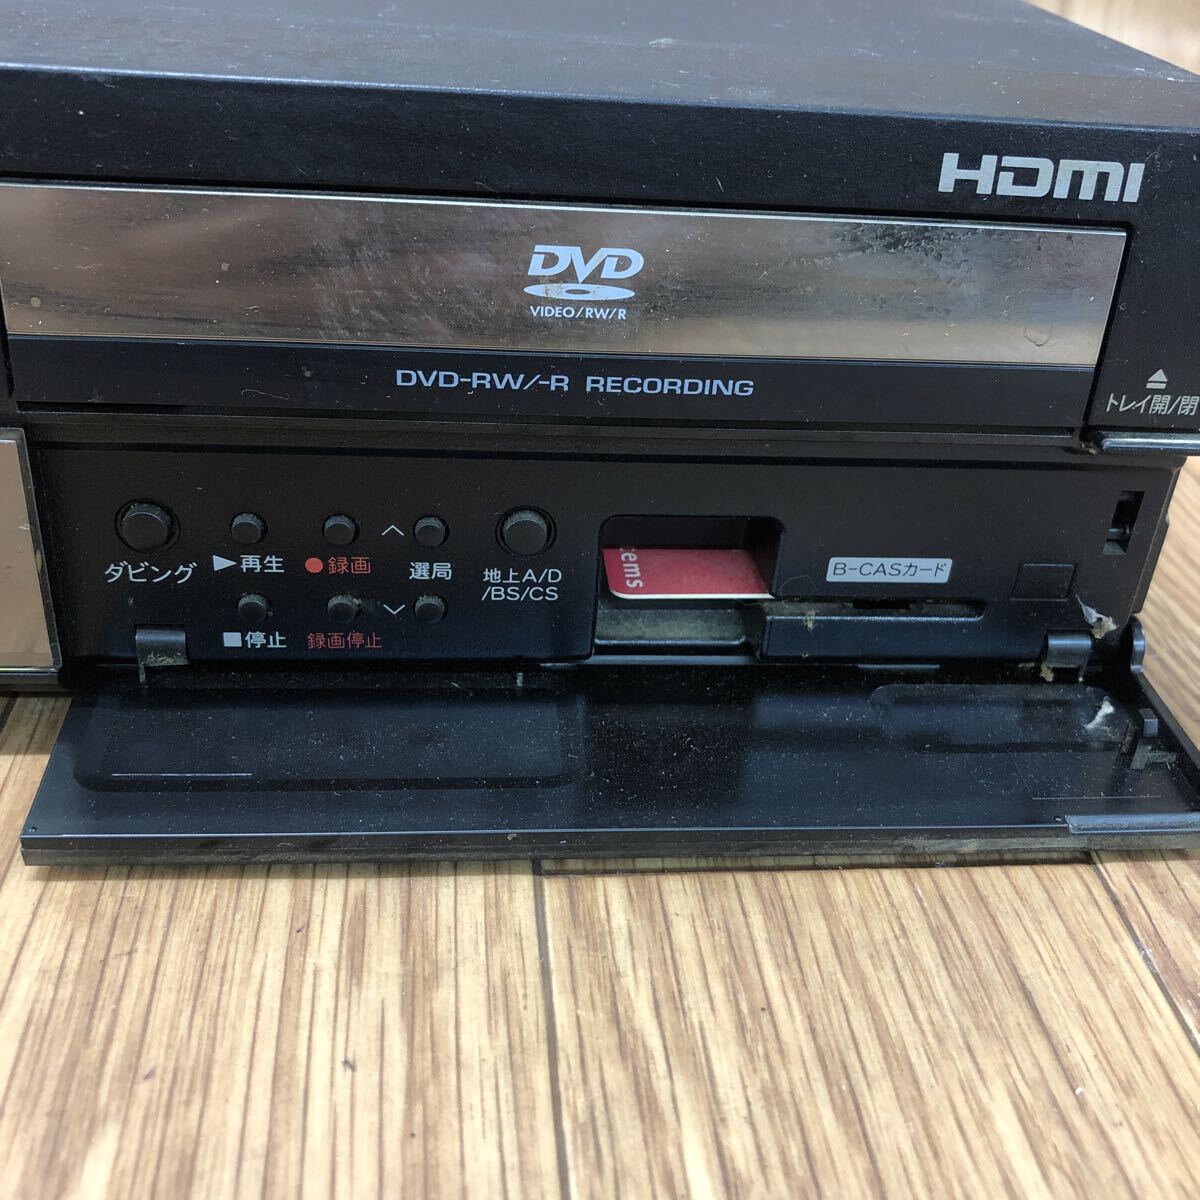 HDMI
DVD
VIDEO/RW/R
DVD-RW/-R RECORDING
▲
トレイ開/閉
ダビング
▶再生
●録画
選局
地上A/D
/BS/CS
■停止
録画停止
B-CASカード
tems